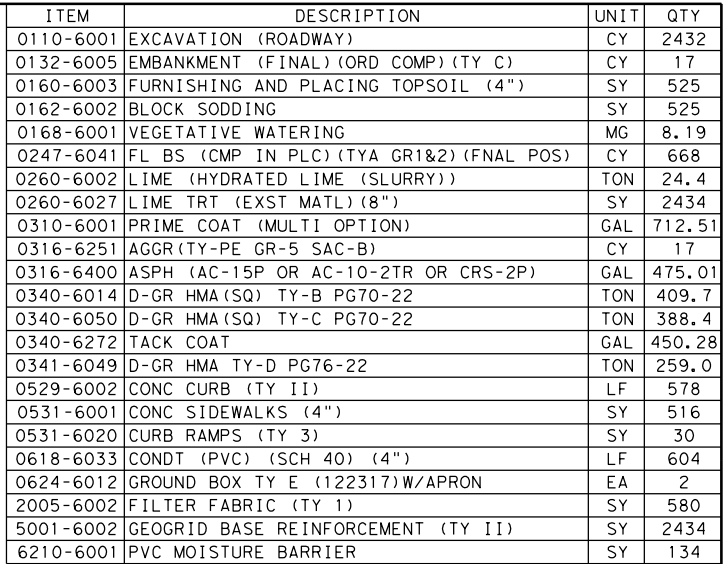 ITEM DESCRIPTION UNIT QTY
0110-6001 EXCAVATION (ROADWAY) CY 2432
0132-6005 EMBANKMENT (FINAL)(ORD COMP)(TY C) CY 17
0160-6003 FURNISHING AND PLACING TOPSOIL (4") SY 525
0162-6002 BLOCK SODDING SY 525
0168-6001 VEGETATIVE WATERING MG 8.19
0247-6041 FL BS (CMP IN PLC)(TYA GR1&2)(FNAL POS) CY 668
0260-6002 LIME (HYDRATED LIME (SLURRY)) TON 24.4
0260-6027 LIME TRT (EXST MATL)(8") SY 2434
0310-6001 PRIME COAT (MULTI OPTION) GAL 712.51
0316-6251 AGGR(TY-PE GR-5 SAC-B) CY 17
0316-6400 ASPH (AC-15P OR AC-10-2TR OR CRS-2P) GAL 475.01
0340-6014 D-GR HMA(SQ) TY-B PG70-22 TON 409.7
0340-6050 D-GR HMA(SQ) TY-C PG70-22 TON 388.4
0340-6272 TACK COAT GAL 450.28
0341-6049 D-GR HMA TY-D PG76-22 TON 259.0
0529-6002 CONC CURB (TY II) LF 578
0531-6001 CONC SIDEWALKS (4") SY 516
0531-6020 CURB RAMPS (TY 3) SY 30
0618-6033 CONDT (PVC) (SCH 40) (4") LF 604
0624-6012 GROUND BOX TY E (122317)W/APRON EA 2
2005-6002 FILTER FABRIC (TY 1) SY 580
5001-6002 GEOGRID BASE REINFORCEMENT (TY II) SY 2434
6210-6001 PVC MOISTURE BARRIER SY 134